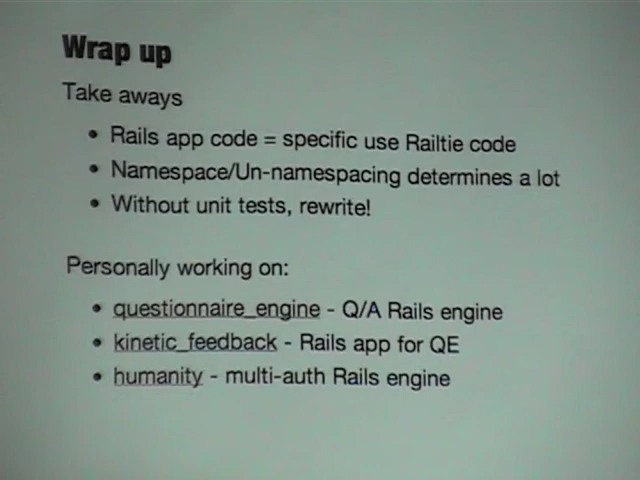 Wrap up
Take aways
• Rails app code = specific use Railtie code
• Namespace/Un-namespacing determines a lot
• Without unit tests, rewrite!
Personally working on:
• questionnaire_engine - Q/A Rails engine
• kinetic_feedback - Rails app for QE
• humanity - multi-auth Rails engine